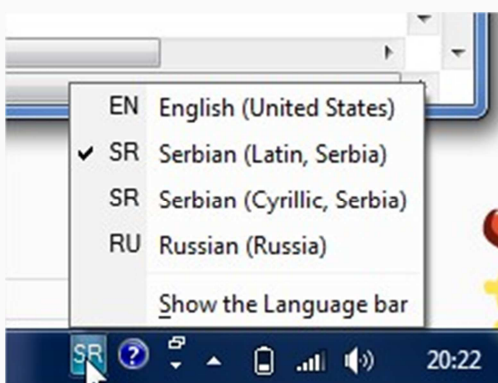 EN English (United States)
SR Serbian (Latin, Serbia)
SR Serbian (Cyrillic, Serbia)
RU Russian (Russia)
Show the Language bar
SR ? 20:22